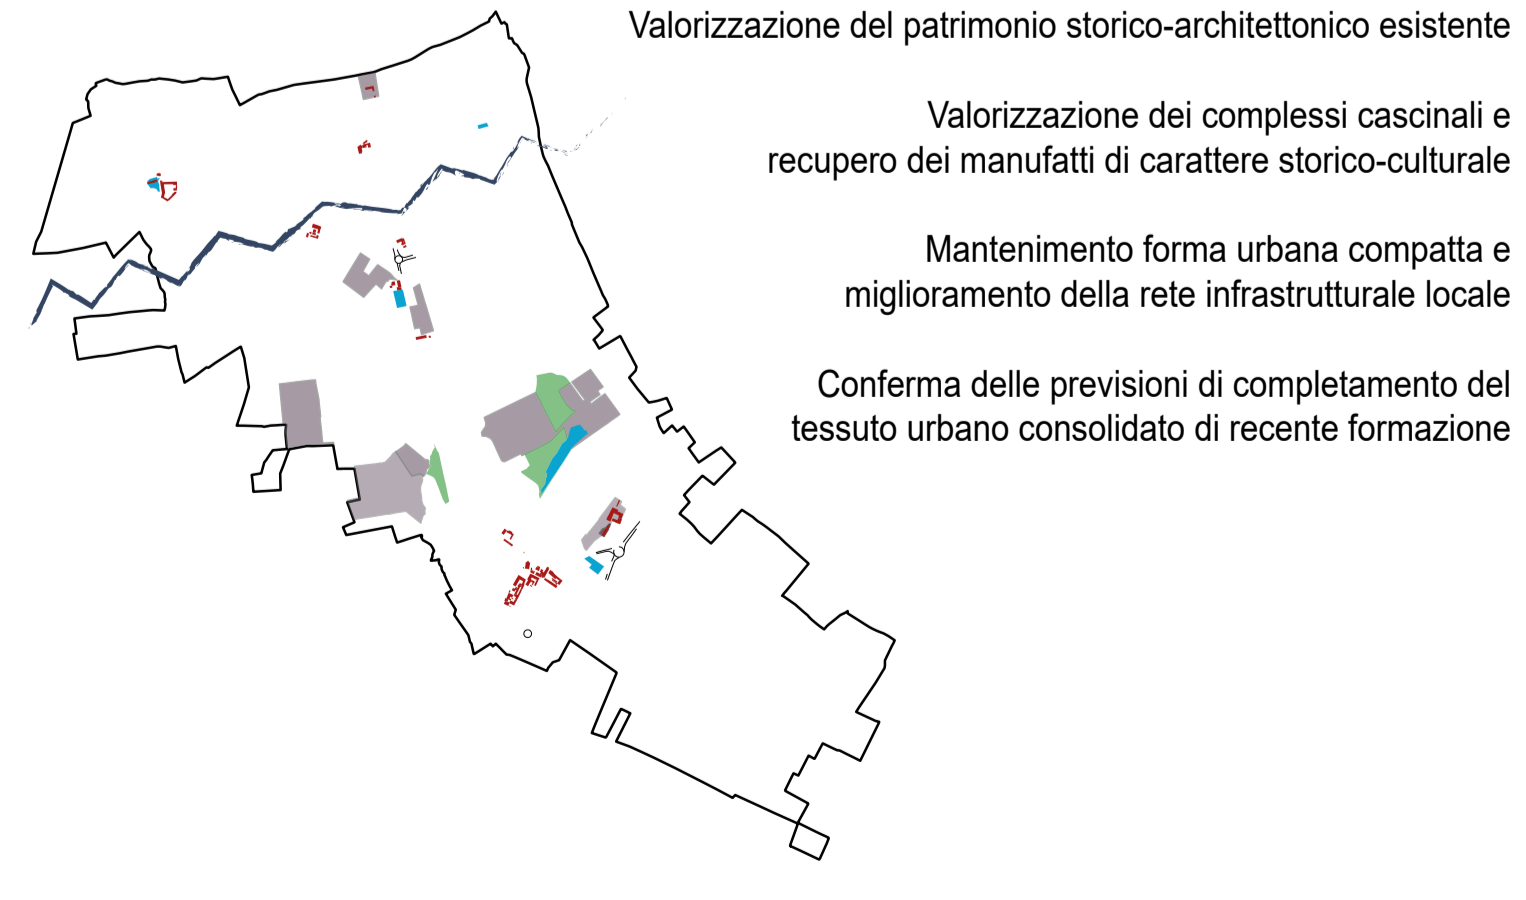 Valorizzazione del patrimonio storico-architettonico esistente
Valorizzazione dei complessi cascinali e
recupero dei manufatti di carattere storico-culturale
Mantenimento forma urbana compatta e
miglioramento della rete infrastrutturale locale
Conferma delle previsioni di completamento del
tessuto urbano consolidato di recente formazione